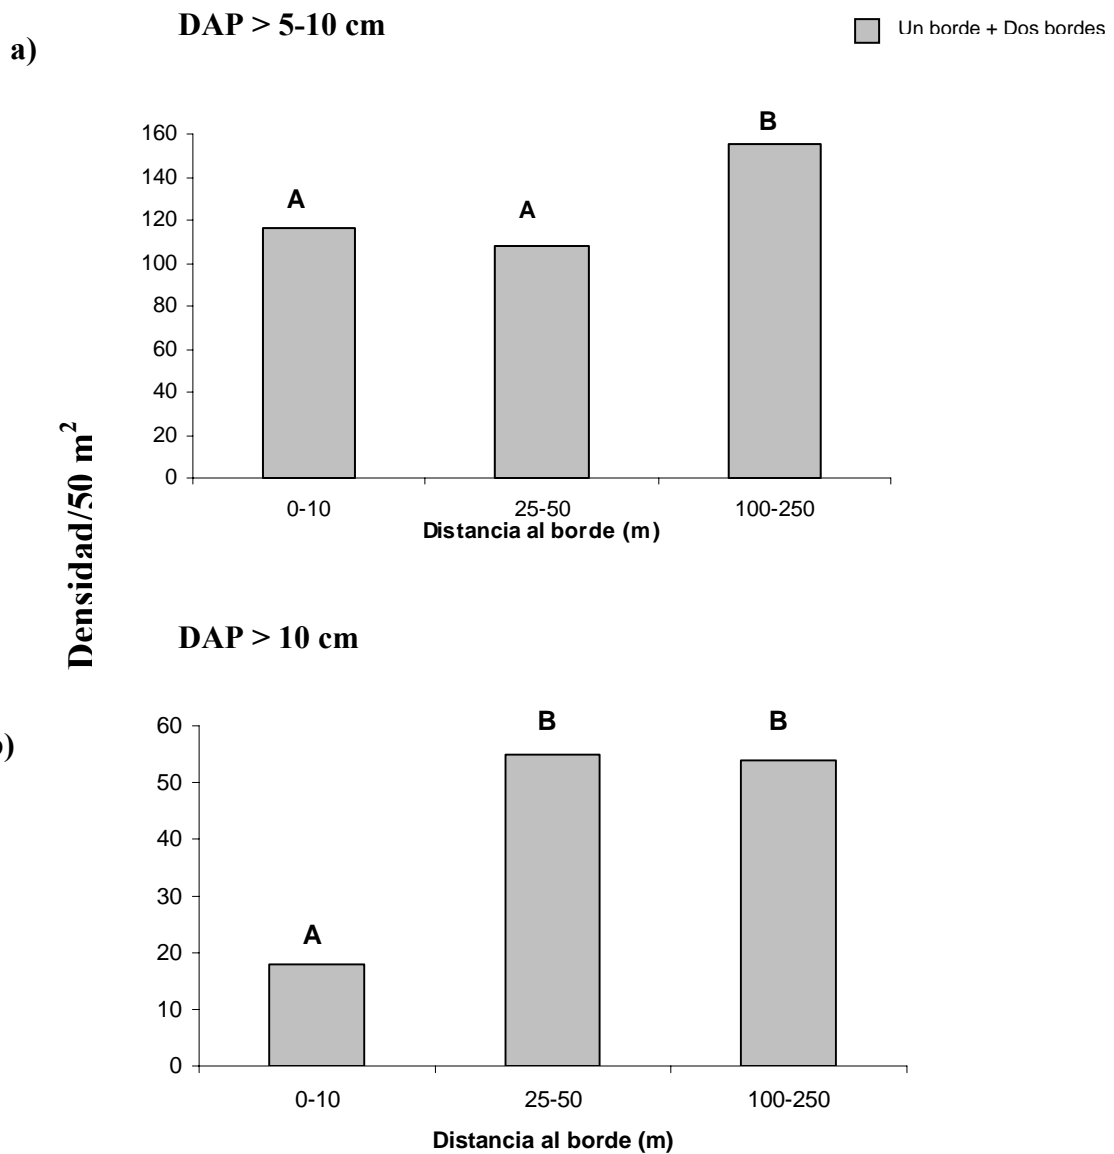 DAP > 5-10 cm
a)
Un borde + Dos bordes
160
140
120
100
80
60
40
20
0
A
A
B
0-10
25-50
100-250
Distancia al borde (m)
Densidad/50 m²
DAP > 10 cm
)
60
50
40
30
20
10
0
A
B
B
0-10
25-50
100-250
Distancia al borde (m)